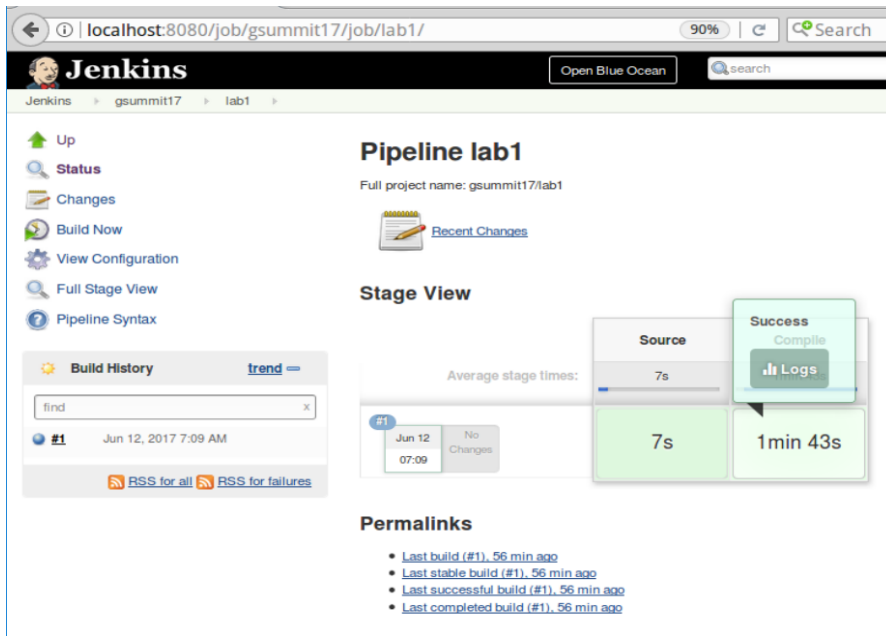 localhost:8080/job/gsummit17/job/lab1/ 90% Search
Jenkins Open Blue Ocean search
Jenkins gsummit17 lab1
Up
Status
Changes
Build Now
View Configuration
Full Stage View
Pipeline Syntax
Build History trend
find x
#1 Jun 12, 2017 7:09 AM
RSS for all RSS for failures
Pipeline lab1
Full project name: gsummit17/lab1
Recent Changes
Stage View
Success
Source Compile
Logs
Average stage times: 7s 1min 43s
#1
Jun 12 No
Changes
07:09
7s 1min 43s
Permalinks
Last build (#1), 56 min ago
Last stable build (#1), 56 min ago
Last successful build (#1), 56 min ago
Last completed build (#1), 56 min ago